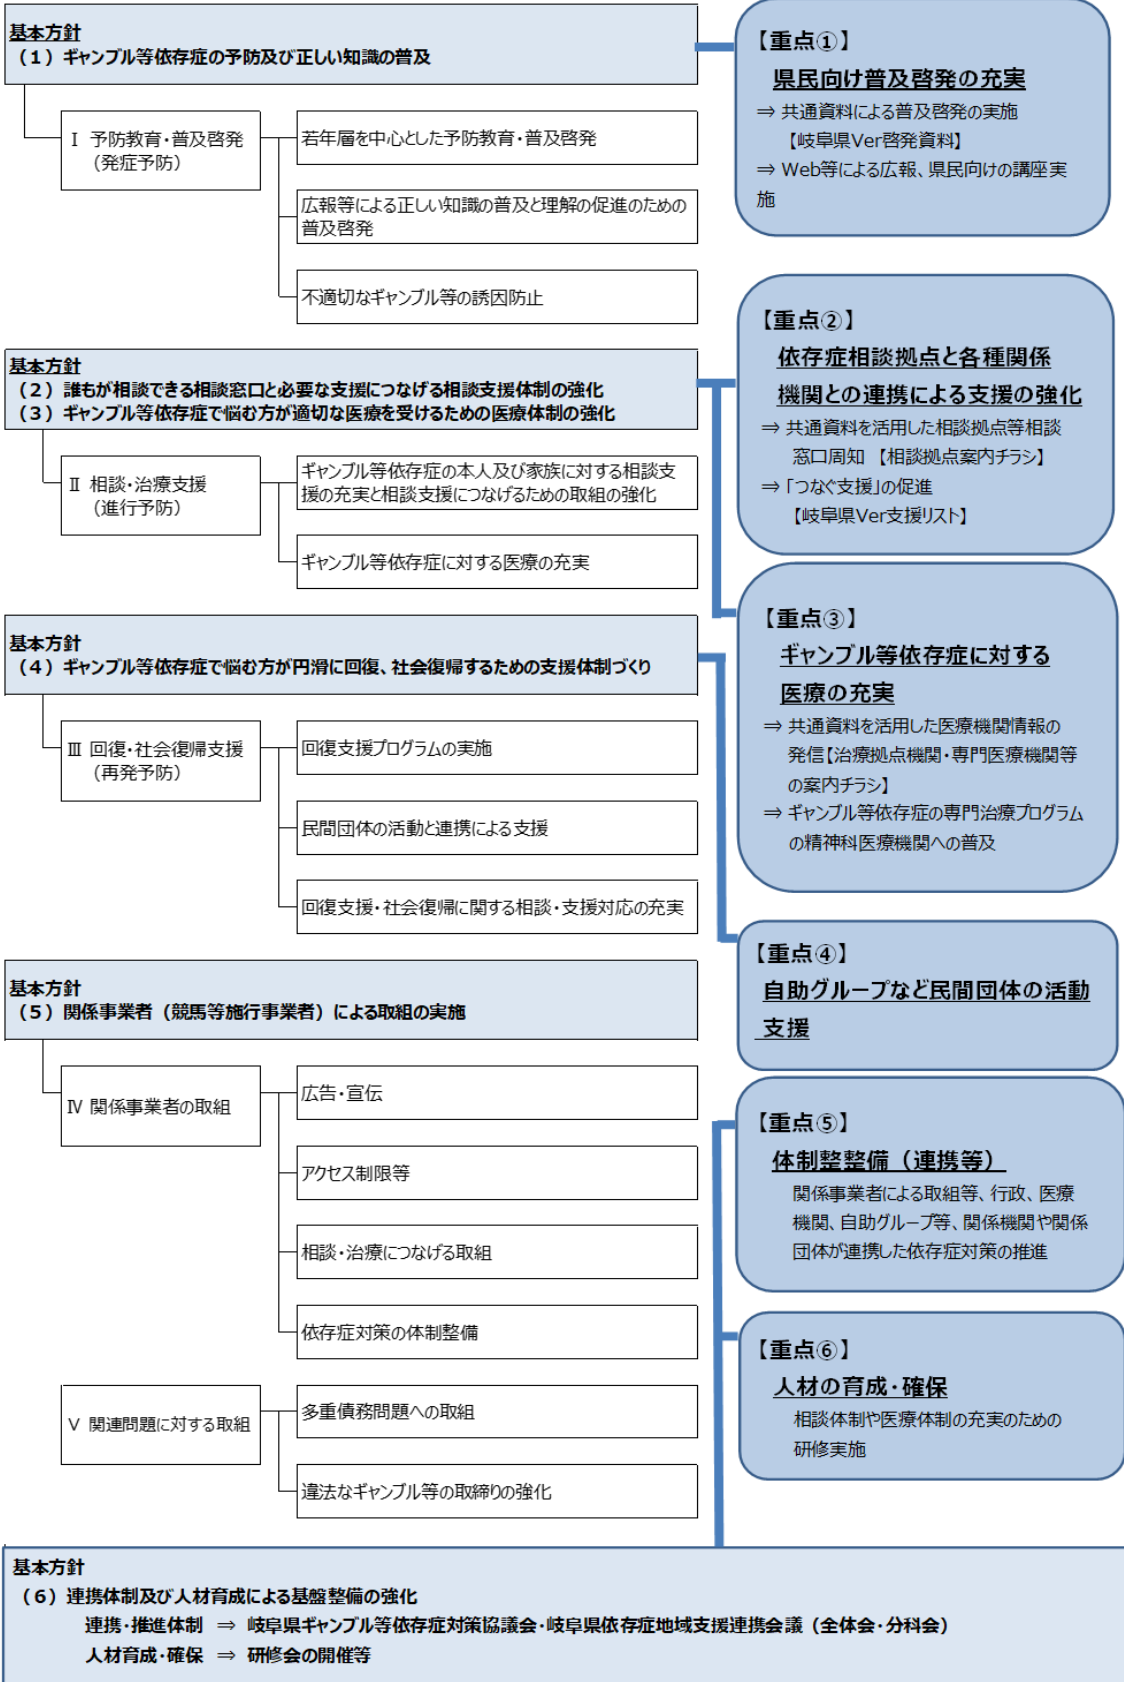 基本方針
（１）ギャンブル等依存症の予防及び正しい知識の普及
Ⅰ 予防教育・普及啓発
（発症予防）
若年層を中心とした予防教育・普及啓発
広報等による正しい知識の普及と理解の促進のための
普及啓発
不適切なギャンブル等の誘因防止
【重点①】
県民向け普及啓発の充実
⇒ 共通資料による普及啓発の実施
【岐阜県Ver啓発資料】
⇒ Web等による広報、県民向けの講座実
施
基本方針
（２）誰もが相談できる相談窓口と必要な支援につなげる相談支援体制の強化
（３）ギャンブル等依存症で悩む方が適切な医療を受けるための医療体制の強化
Ⅱ 相談・治療支援
（進行予防）
ギャンブル等依存症の本人及び家族に対する相談支
援の充実と相談支援につなげるための取組の強化
ギャンブル等依存症に対する医療の充実
【重点②】
依存症相談拠点と各種関係
機関との連携による支援の強化
⇒ 共通資料を活用した相談拠点等相談
窓口周知 【相談拠点案内チラシ】
⇒ 「つなぐ支援」の促進
【岐阜県Ver支援リスト】
【重点③】
ギャンブル等依存症に対する
医療の充実
⇒ 共通資料を活用した医療機関情報の
発信【治療拠点機関・専門医療機関等
の案内チラシ】
⇒ ギャンブル等依存症の専門治療プログラム
の精神科医療機関への普及
基本方針
（４）ギャンブル等依存症で悩む方が円滑に回復、社会復帰するための支援体制づくり
Ⅲ 回復・社会復帰支援
（再発予防）
回復支援プログラムの実施
民間団体の活動と連携による支援
回復支援・社会復帰に関する相談・支援対応の充実
【重点④】
自助グループなど民間団体の活動
支援
基本方針
（５）関係事業者（競馬等施行事業者）による取組の実施
Ⅳ 関係事業者の取組
広告・宣伝
アクセス制限等
相談・治療につなげる取組
依存症対策の体制整備
Ⅴ 関連問題に対する取組
多重債務問題への取組
違法なギャンブル等の取締りの強化
【重点⑤】
体制整整備（連携等）
関係事業者による取組等、行政、医療
機関、自助グループ等、関係機関や関係
団体が連携した依存症対策の推進
【重点⑥】
人材の育成・確保
相談体制や医療体制の充実のための
研修実施
基本方針
（６）連携体制及び人材育成による基盤整備の強化
連携・推進体制 ⇒ 岐阜県ギャンブル等依存症対策協議会・岐阜県依存症地域支援連携会議（全体会・分科会）
人材育成・確保 ⇒ 研修会の開催等